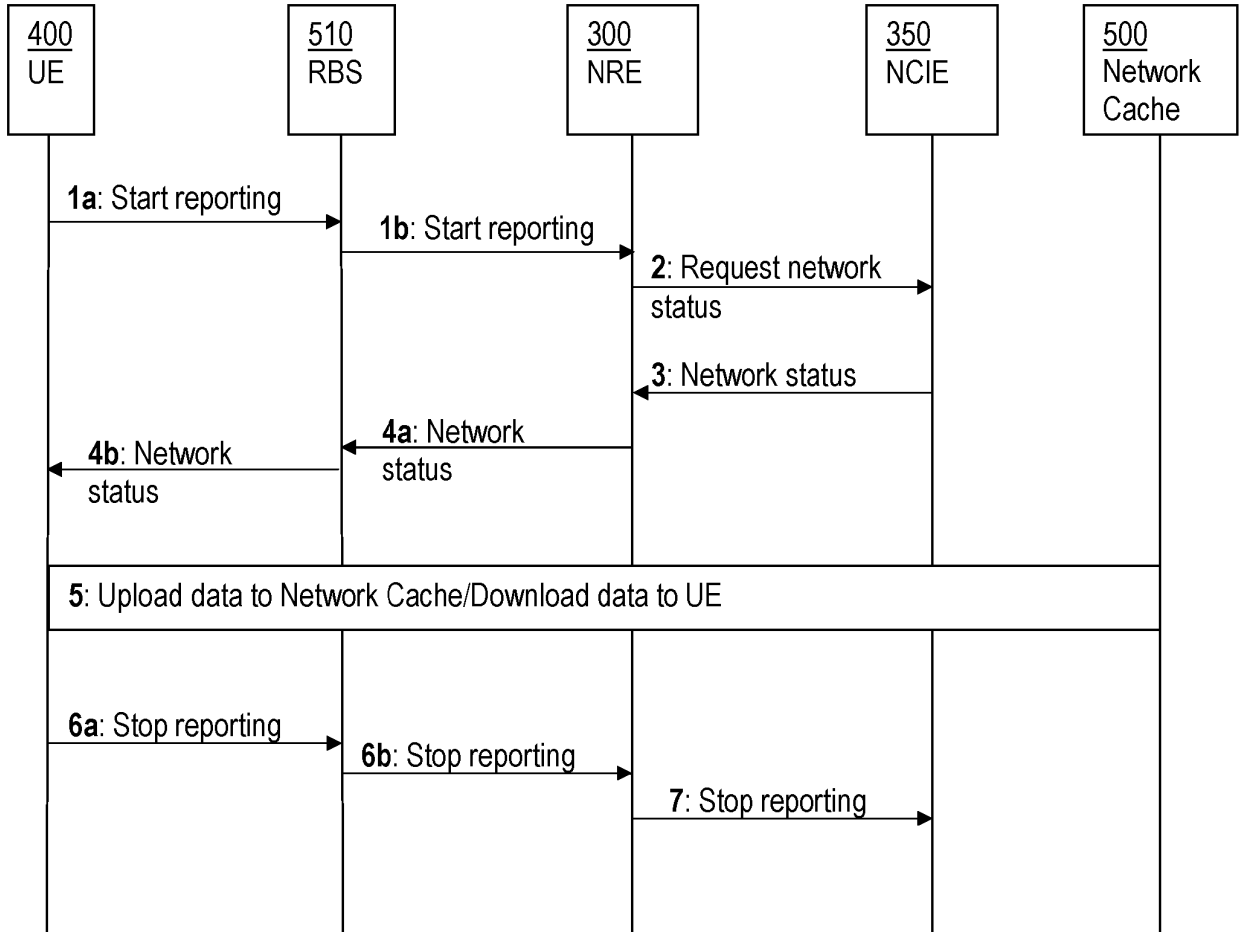 400
UE
510
RBS
300
NRE
350
NCIE
500
Network
Cache
1a: Start reporting
1b: Start reporting
2: Request network
status
3: Network status
4a: Network
status
4b: Network
status
5: Upload data to Network Cache/Download data to UE
6a: Stop reporting
6b: Stop reporting
7: Stop reporting